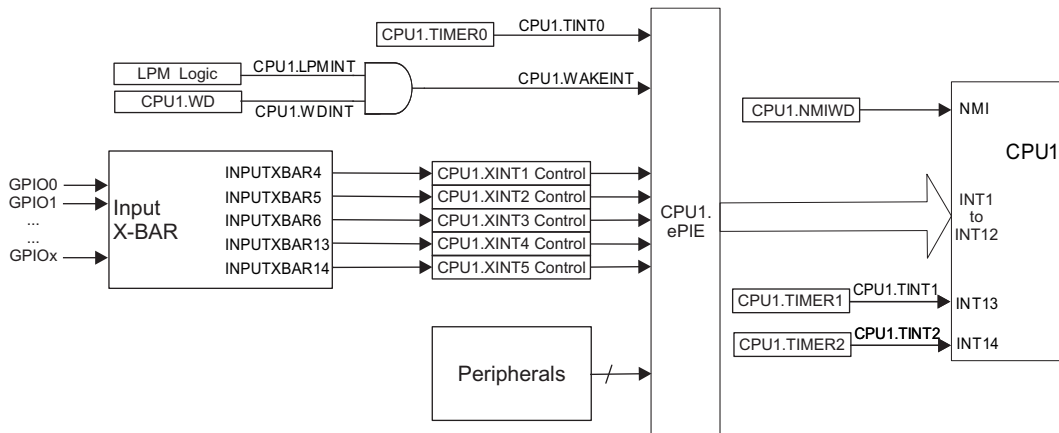 CPU1.TIMER0
CPU1.TINT0
LPM Logic
CPU1.LPMINT
CPU1.WAKEINT
CPU1.WD
CPU1.WDINT
CPU1.NMIWD
NMI
CPU1
GPIO0
GPIO1
...
...
GPIOx
Input
X-BAR
INPUTXBAR4
INPUTXBAR5
INPUTXBAR6
INPUTXBAR13
INPUTXBAR14
CPU1.XINT1 Control
CPU1.XINT2 Control
CPU1.XINT3 Control
CPU1.XINT4 Control
CPU1.XINT5 Control
CPU1.
ePIE
INT1
to
INT12
CPU1.TIMER1
CPU1.TINT1
INT13
CPU1.TIMER2
CPU1.TINT2
INT14
Peripherals